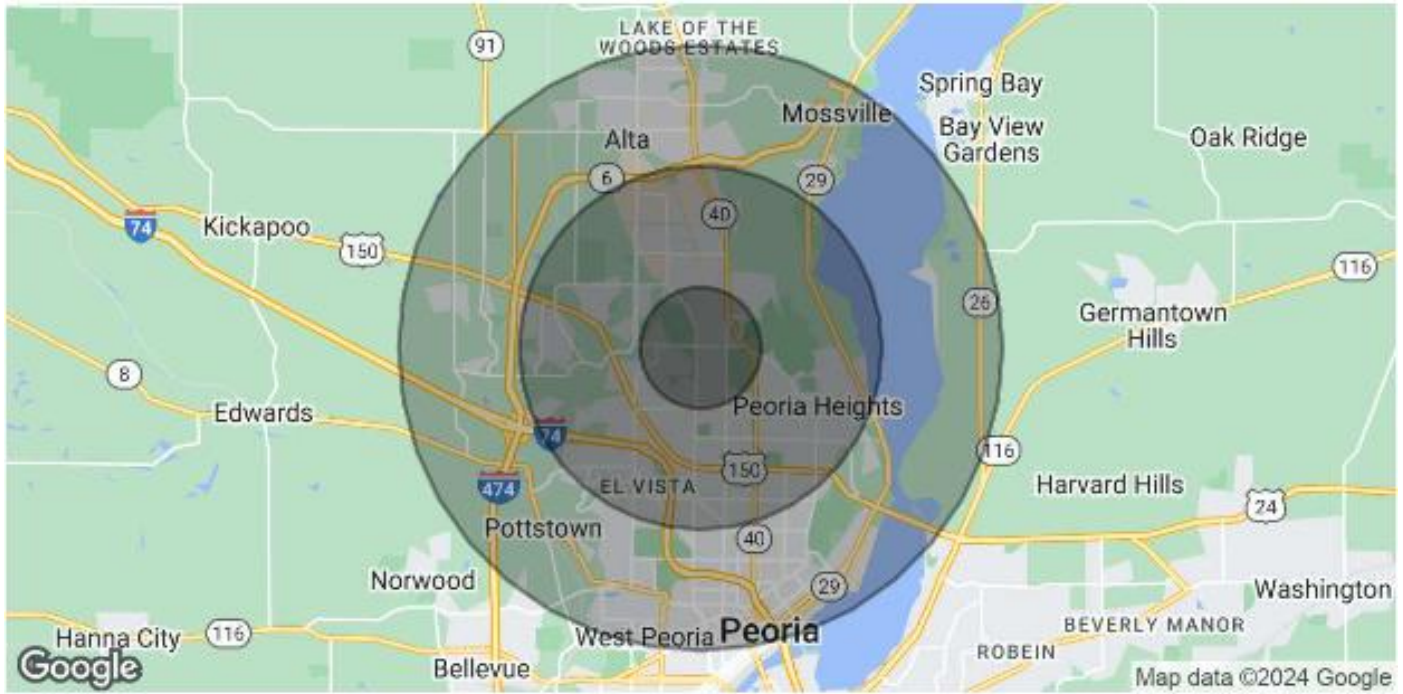 LAKE OF THE
WOODS ESTATES
91
Spring Bay
Mossville
Bay View
Gardens
Oak Ridge
Alta
6
29
40
Kickapoo
74
150
116
26
Germantown
Hills
8
Edwards
Peoria Heights
74
150
116
EL VISTA
474
Harvard Hills
24
Pottstown
40
Norwood
29
Washington
BEVERLY MANOR
Hanna City
116
West Peoria
Peoria
ROBEIN
Bellevue
Google
Map data ©2024 Google